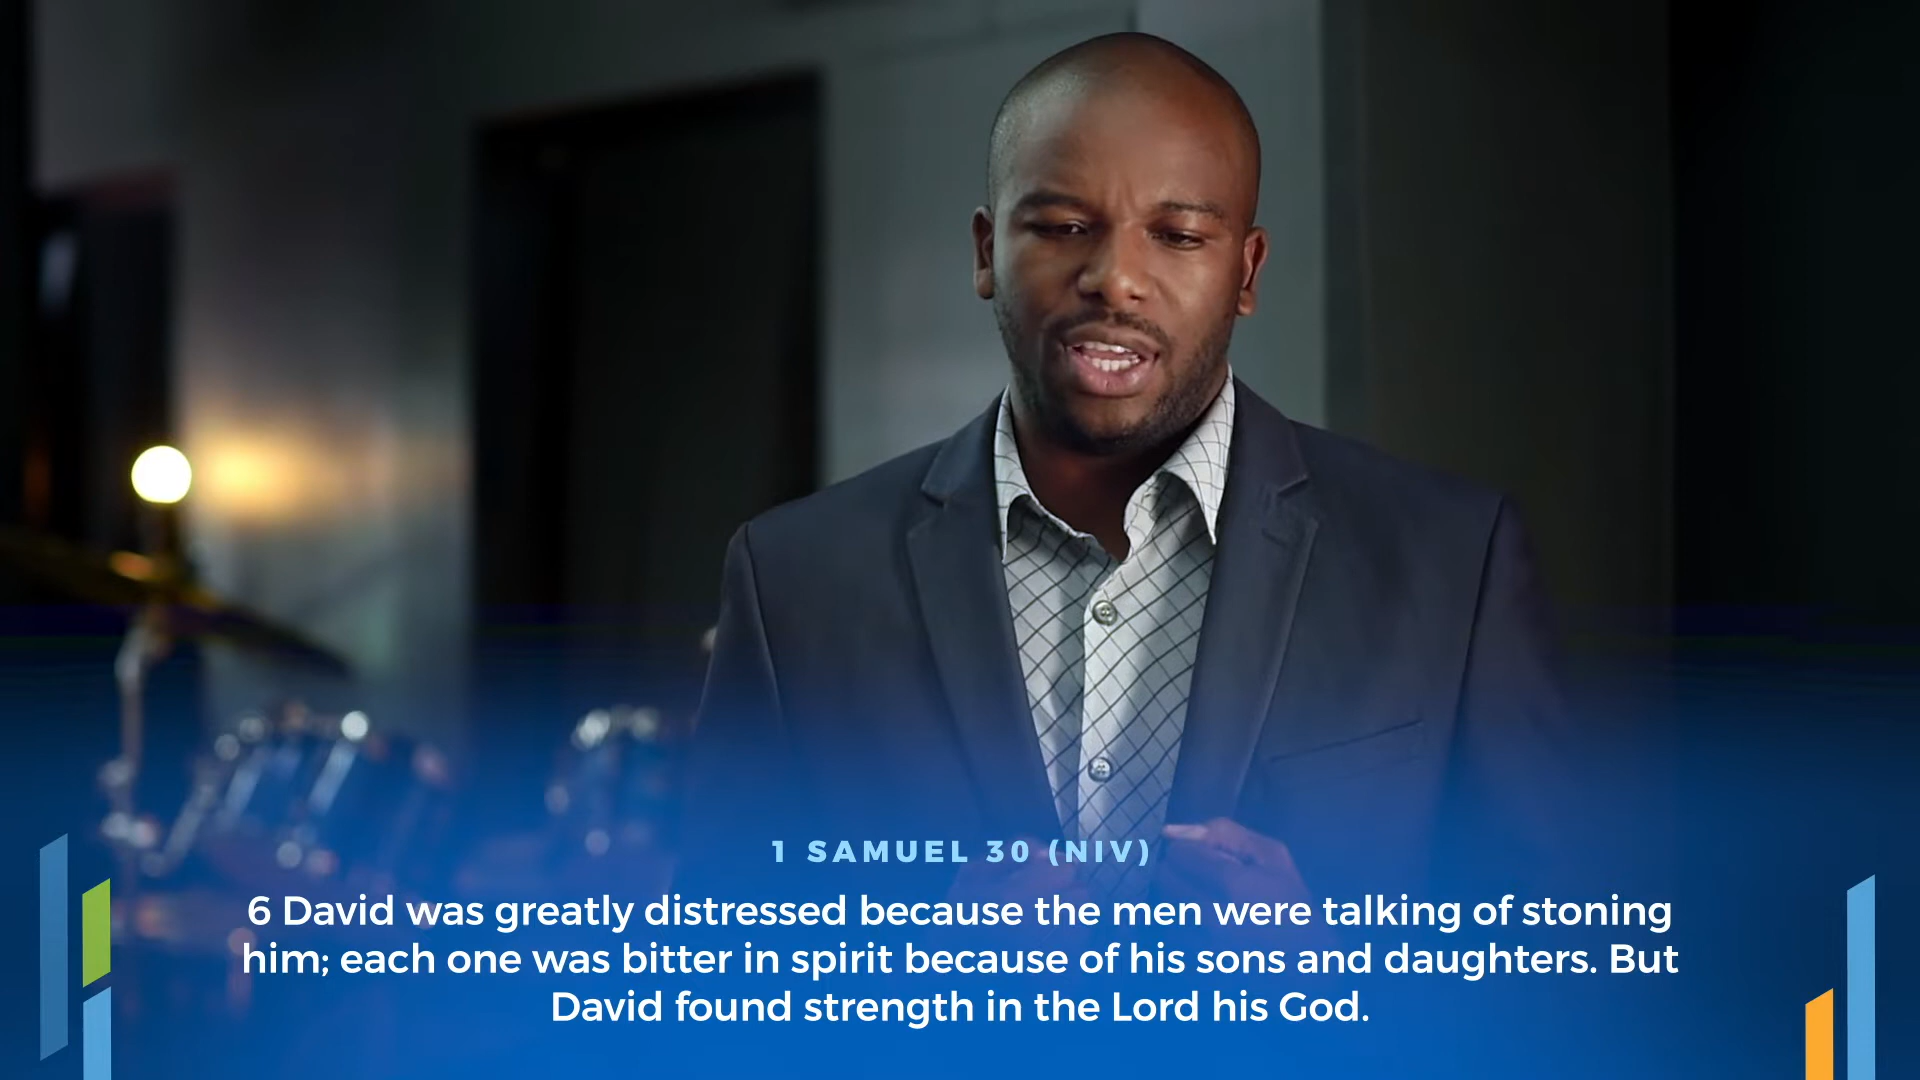 1 SAMUEL 30 (NIV)
6 David was greatly distressed because the men were talking of stoning
him; each one was bitter in spirit because of his sons and daughters. But
David found strength in the Lord his God.